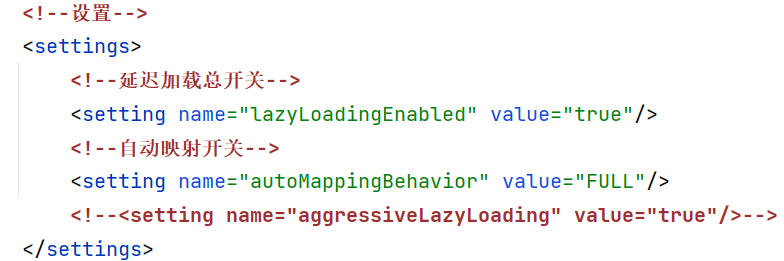 <!--设置-->
<settings>
<!--延迟加载总开关-->
<setting name="lazyLoadingEnabled" value="true"/>
<!--自动映射开关-->
<setting name="autoMappingBehavior" value="FULL"/>
<!--<setting name="aggressiveLazyLoading" value="true"/>-->
</settings>